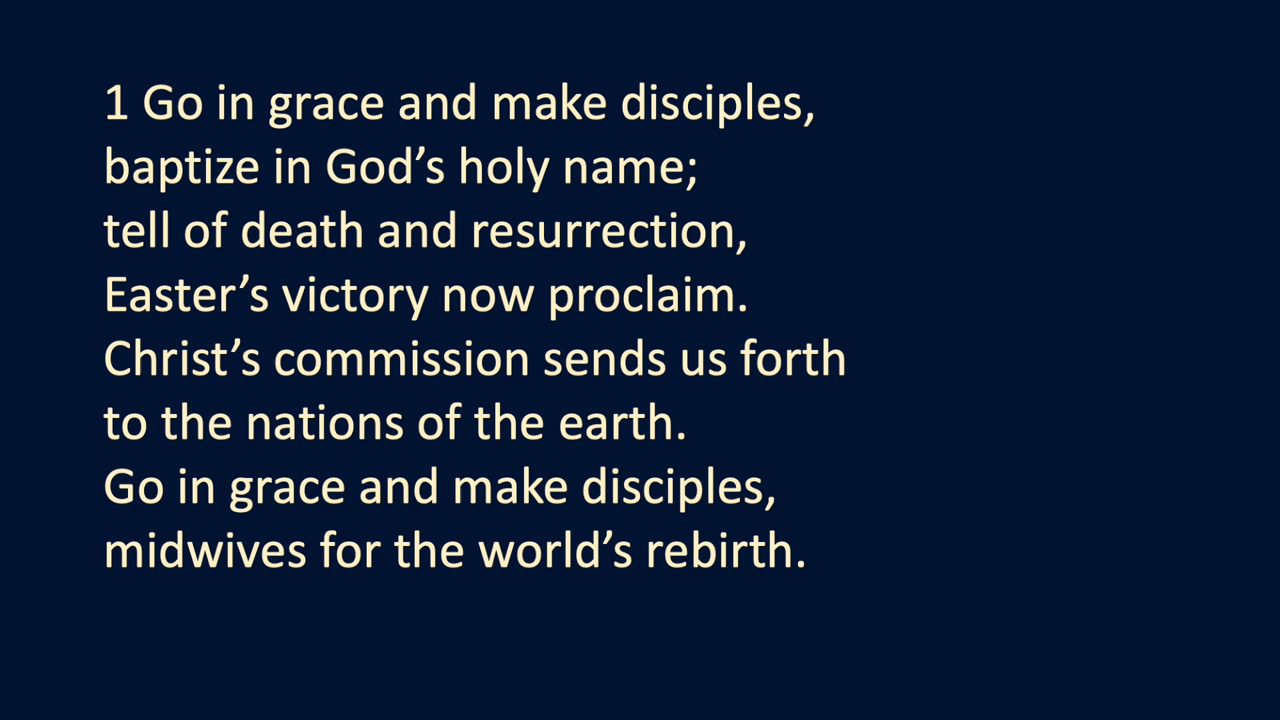 1 Go in grace and make disciples,
baptize in God’s holy name;
tell of death and resurrection,
Easter’s victory now proclaim.
Christ’s commission sends us forth
to the nations of the earth.
Go in grace and make disciples,
midwives for the world’s rebirth.